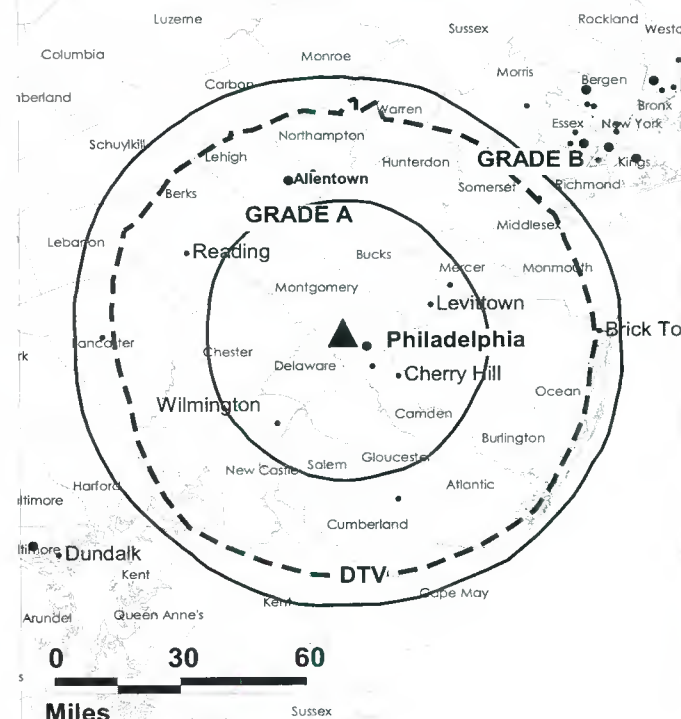 Luzerne
Rockland
Sussex
Columbia
Monroe
Morris
Bergen
Carbon
Bronx
Warren
Essex New York
Northampton
Schuylkill
Lehigh
Hunterdon
GRADE B
Kings
Allentown
Somerset
Richmond
Berks
GRADE A
Middlesex
Lebanon
Reading
Bucks
Mercer
Monmouth
Montgomery
Levittown
Philadelphia
Brick To
Lancaster
Chester
Delaware
Cherry Hill
Ocean
Wilmington
Camden
Burlington
Gloucester
New Castle
Salem
Harford
Atlantic
Cumberland
Dundalk
DTV
Kent
Kent
Cape May
Arundel
Queen Anne's
0 30 60
Miles
Sussex